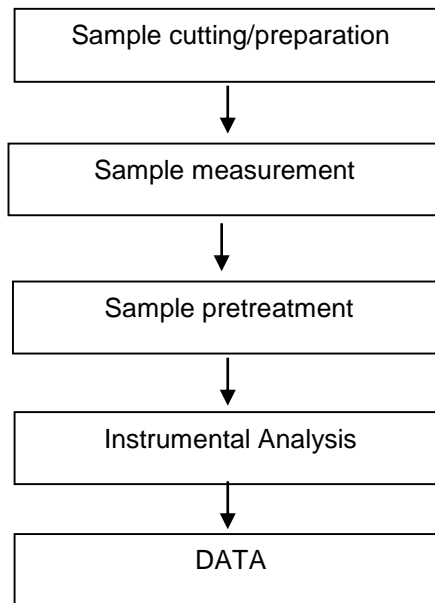 Sample cutting/preparation
Sample measurement
Sample pretreatment
Instrumental Analysis
DATA